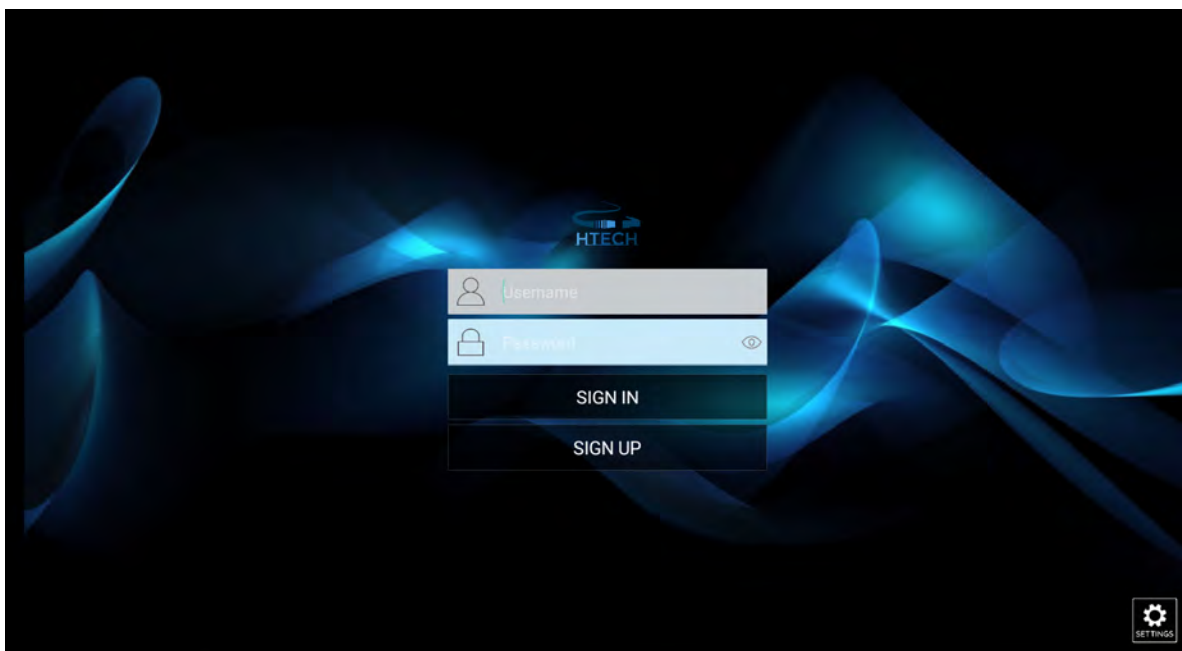 HTECH
Username
Password
SIGN IN
SIGN UP
SETTINGS